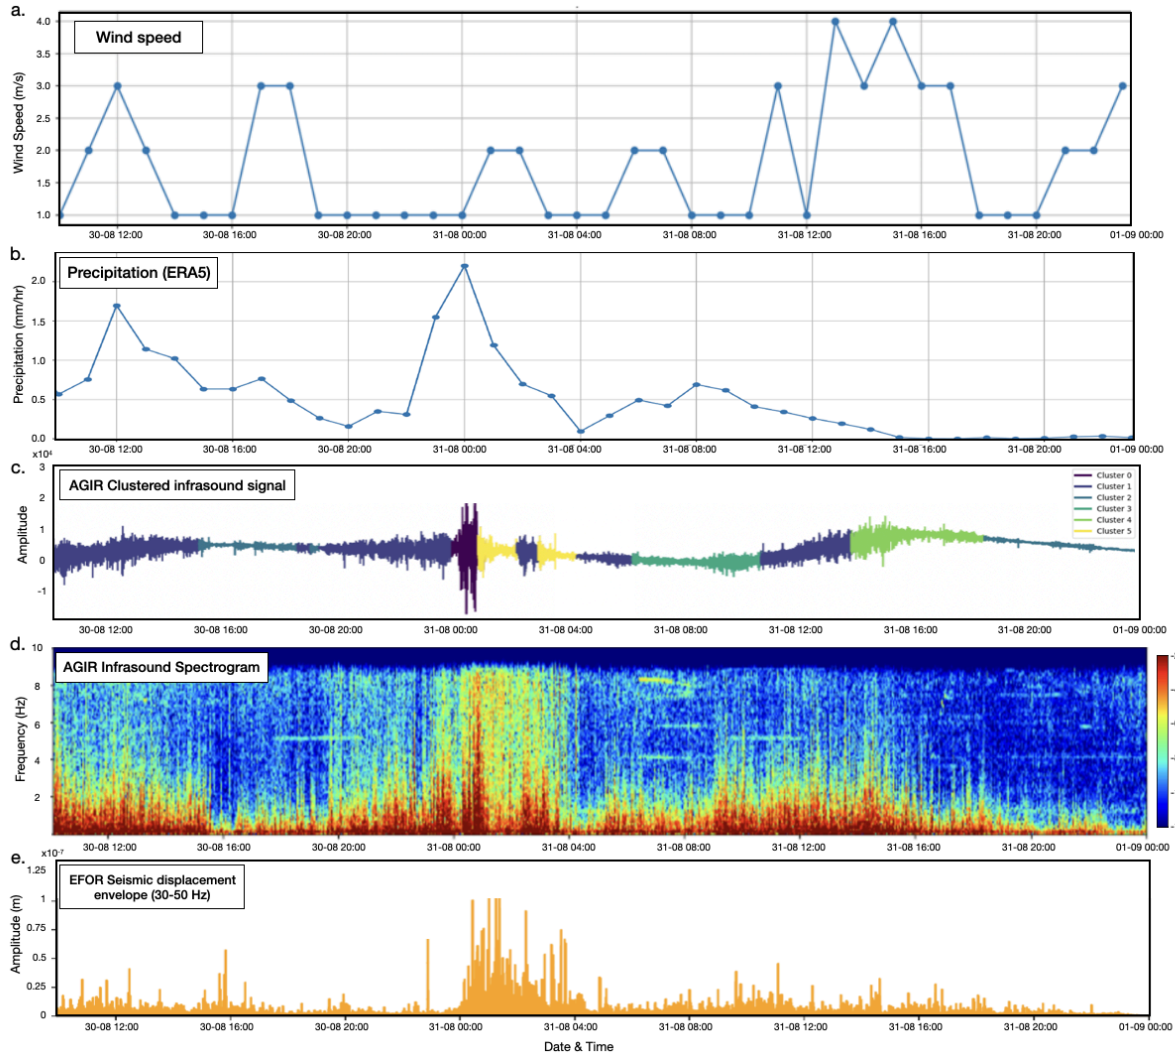 a.
Wind speed
Wind Speed (m/s)
4.0
3.5
3.0
2.5
2.0
1.5
1.0
30-08 12:00 30-08 16:00 30-08 20:00 31-08 00:00 31-08 04:00 31-08 08:00 31-08 12:00 31-08 16:00 31-08 20:00 01-09 00:00
b.
Precipitation (ERA5)
Precipitation (mm/hr)
2.0
1.5
1.0
0.5
0.0
30-08 12:00 30-08 16:00 30-08 20:00 31-08 00:00 31-08 04:00 31-08 08:00 31-08 12:00 31-08 16:00 31-08 20:00 01-09 00:00
x10⁴
c.
AGIR Clustered infrasound signal
Amplitude
3
2
1
0
-1
Cluster 0
Cluster 1
Cluster 2
Cluster 3
Cluster 4
Cluster 5
30-08 12:00 30-08 16:00 30-08 20:00 31-08 00:00 31-08 04:00 31-08 08:00 31-08 12:00 31-08 16:00 31-08 20:00 01-09 00:00
d.
AGIR Infrasound Spectrogram
Frequency (Hz)
10
8
6
4
2
30-08 12:00 30-08 16:00 30-08 20:00 31-08 00:00 31-08 04:00 31-08 08:00 31-08 12:00 31-08 16:00 31-08 20:00 01-09 00:00
e.
x10⁻⁷
EFOR Seismic displacement
envelope (30-50 Hz)
Amplitude (m)
1.25
1
0.75
0.5
0.25
0
30-08 12:00 30-08 16:00 30-08 20:00 31-08 00:00 31-08 04:00 31-08 08:00 31-08 12:00 31-08 16:00 31-08 20:00 01-09 00:00
Date & Time